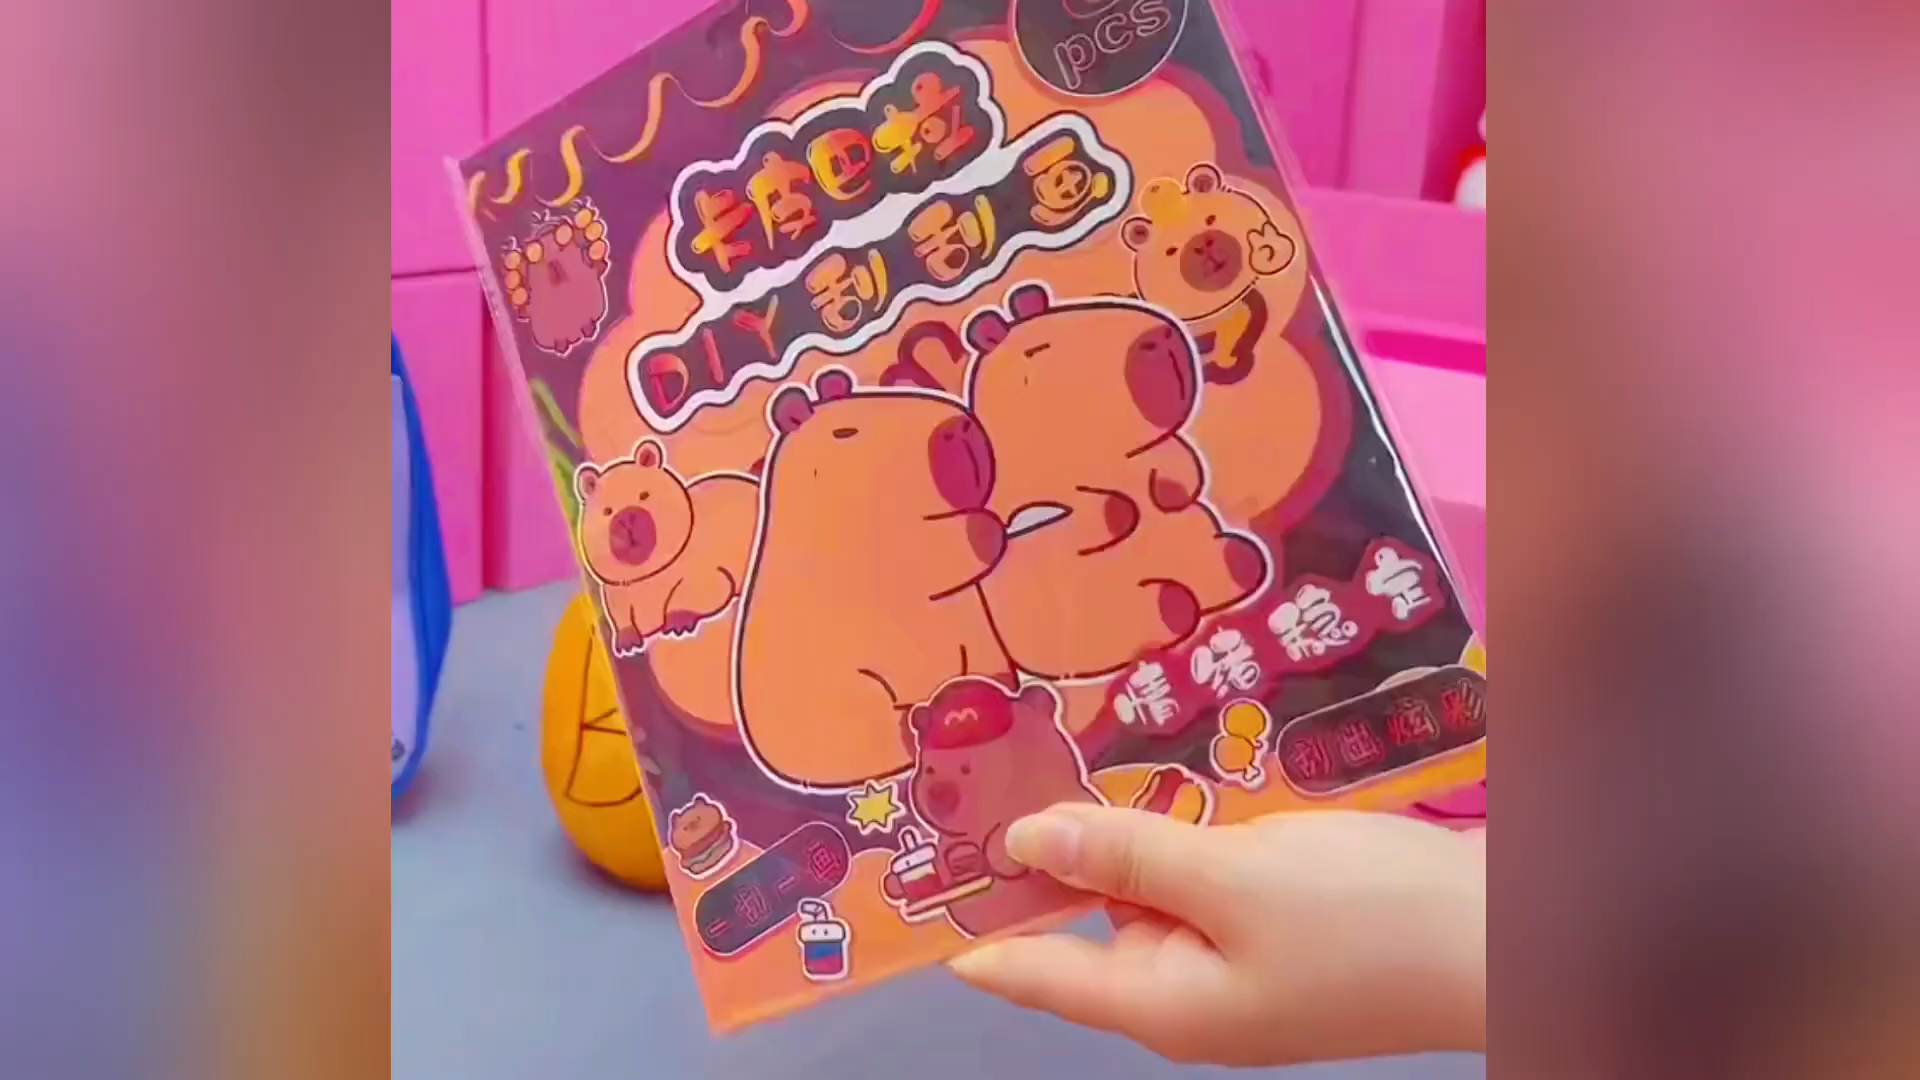 pcs
卡皮巴拉
DIY刮刮画
情绪稳定
刮出炫彩
一刮一画